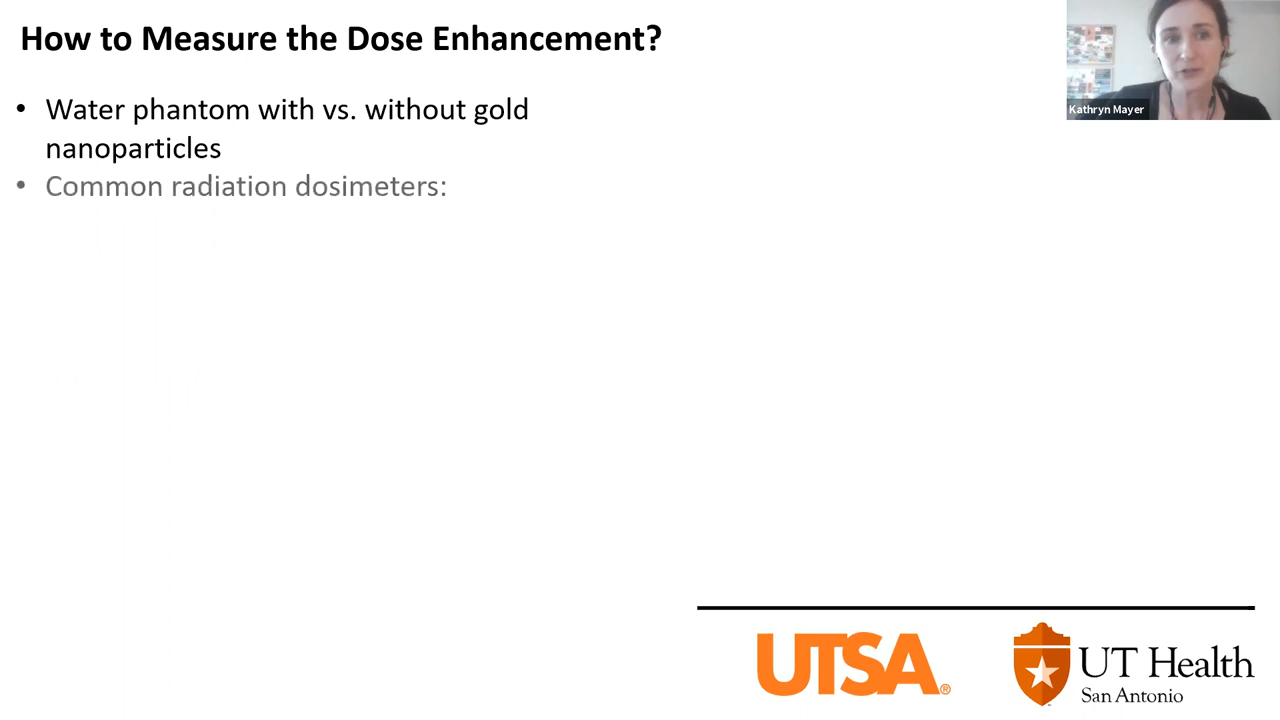 How to Measure the Dose Enhancement?
• Water phantom with vs. without gold
nanoparticles
• Common radiation dosimeters:
Kathryn Mayer
UTSA®
UT Health
San Antonio